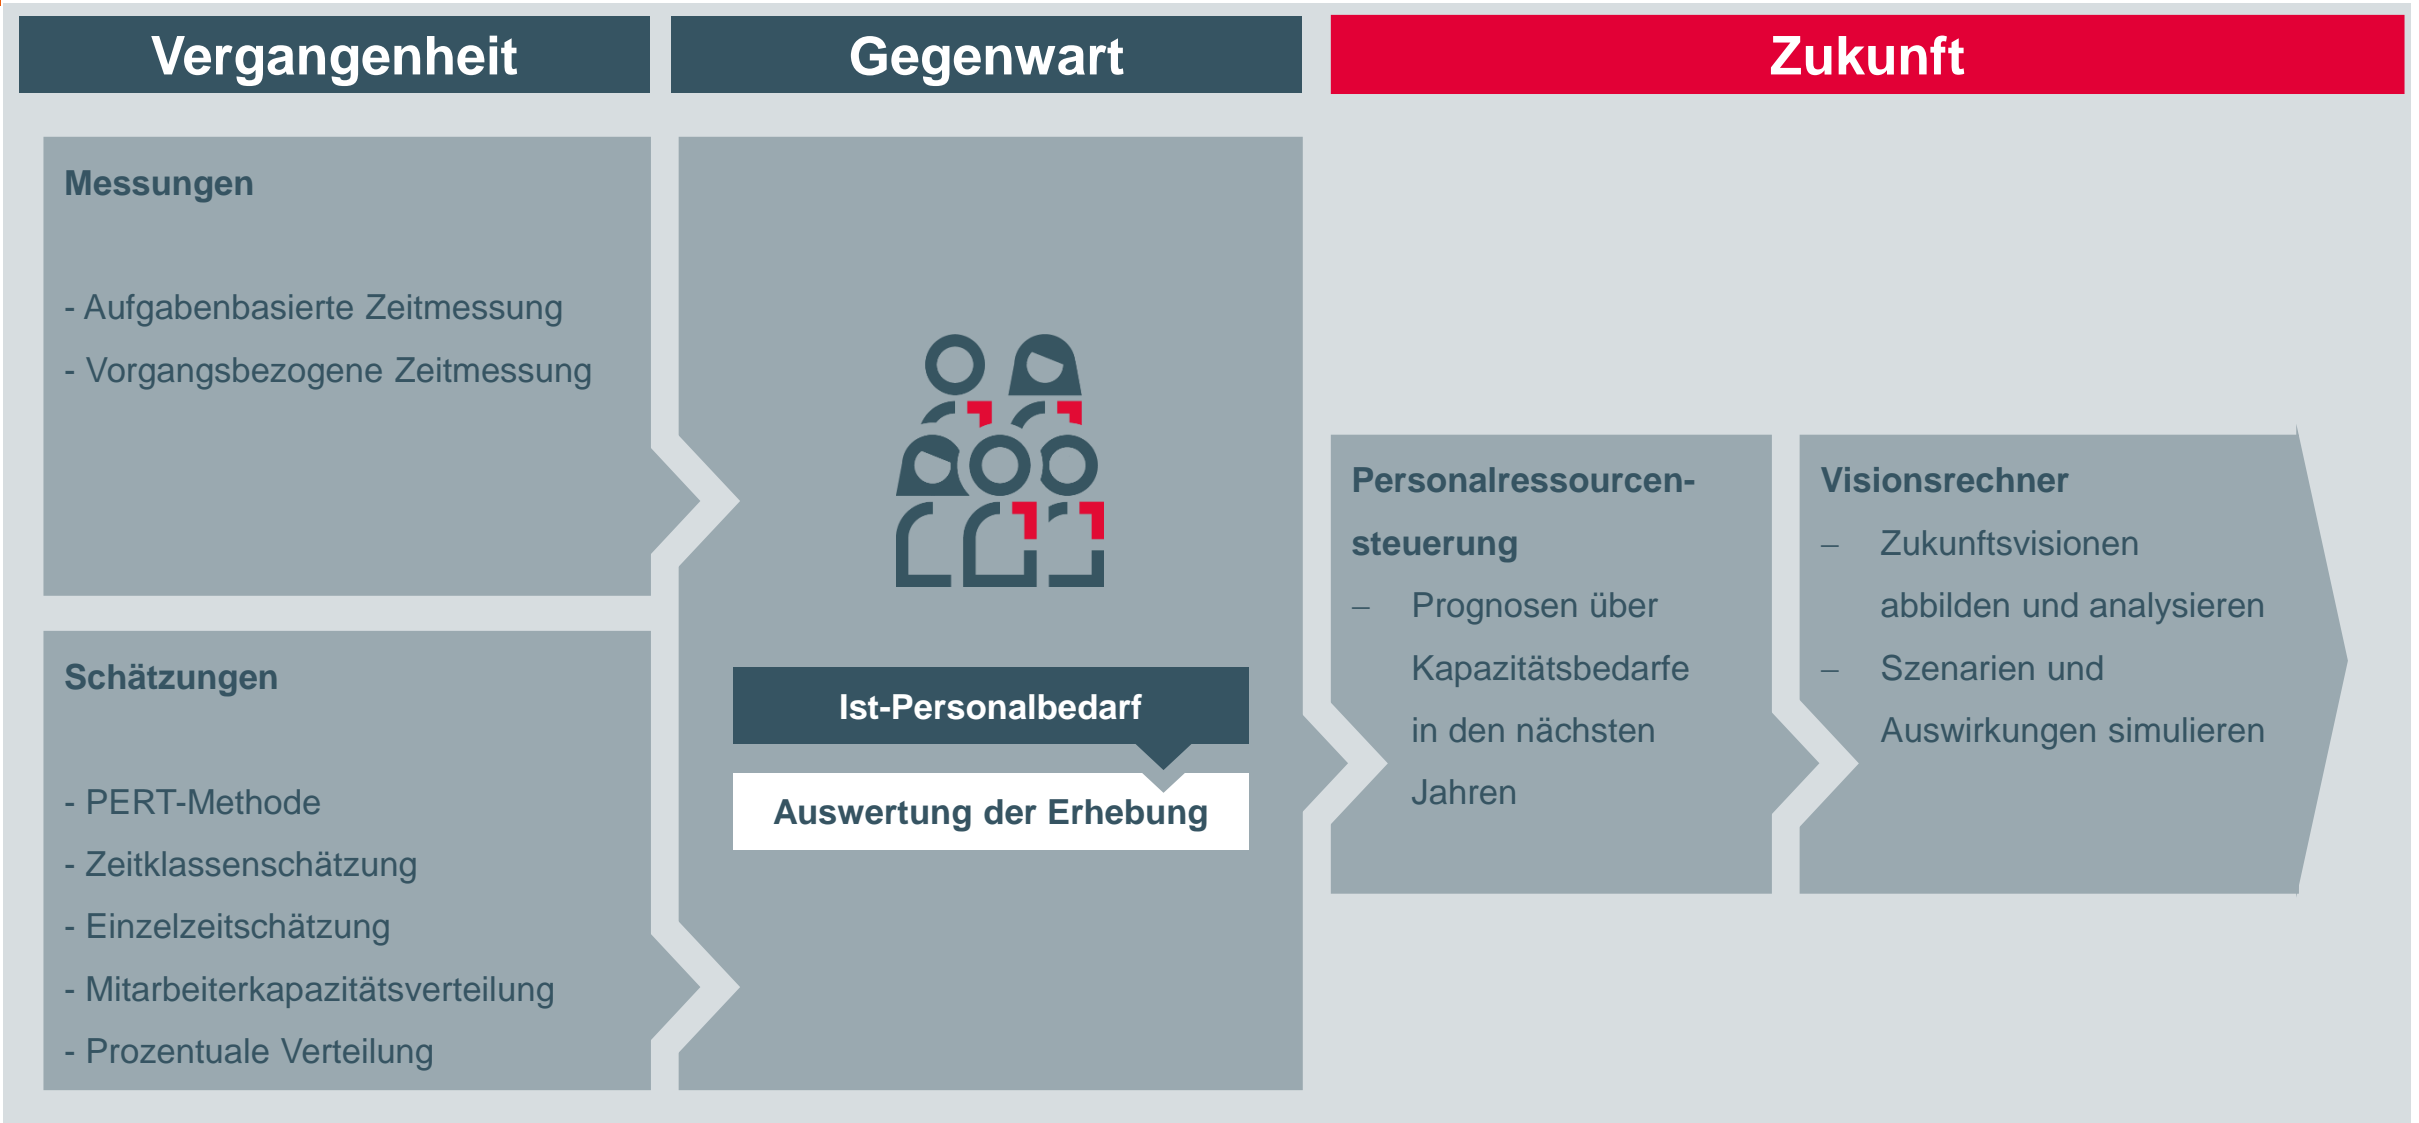 Vergangenheit
Gegenwart
Zukunft
Messungen
- Aufgabenbasierte Zeitmessung
- Vorgangsbezogene Zeitmessung
Schätzungen
- PERT-Methode
- Zeitklassenschätzung
- Einzelzeitschätzung
- Mitarbeiterkapazitätsverteilung
- Prozentuale Verteilung
Ist-Personalbedarf
Auswertung der Erhebung
Personalressourcen-
steuerung
– Prognosen über
Kapazitätsbedarfe
in den nächsten
Jahren
Visionsrechner
– Zukunftsvisionen
abbilden und analysieren
– Szenarien und
Auswirkungen simulieren